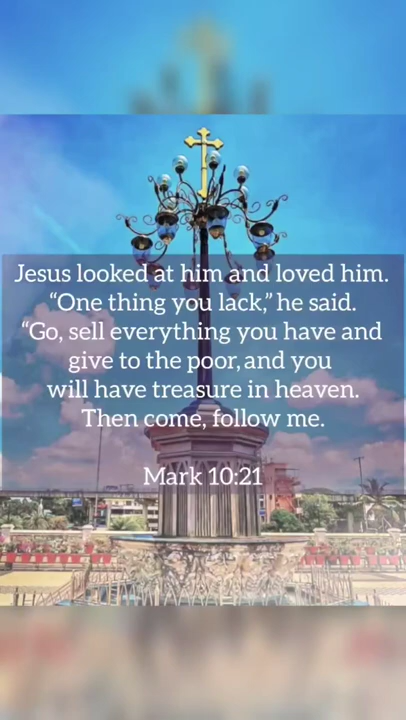 Jesus looked at him and loved him.
“One thing you lack,” he said.
“Go, sell everything you have and
give to the poor, and you
will have treasure in heaven.
Then come, follow me.
Mark 10:21